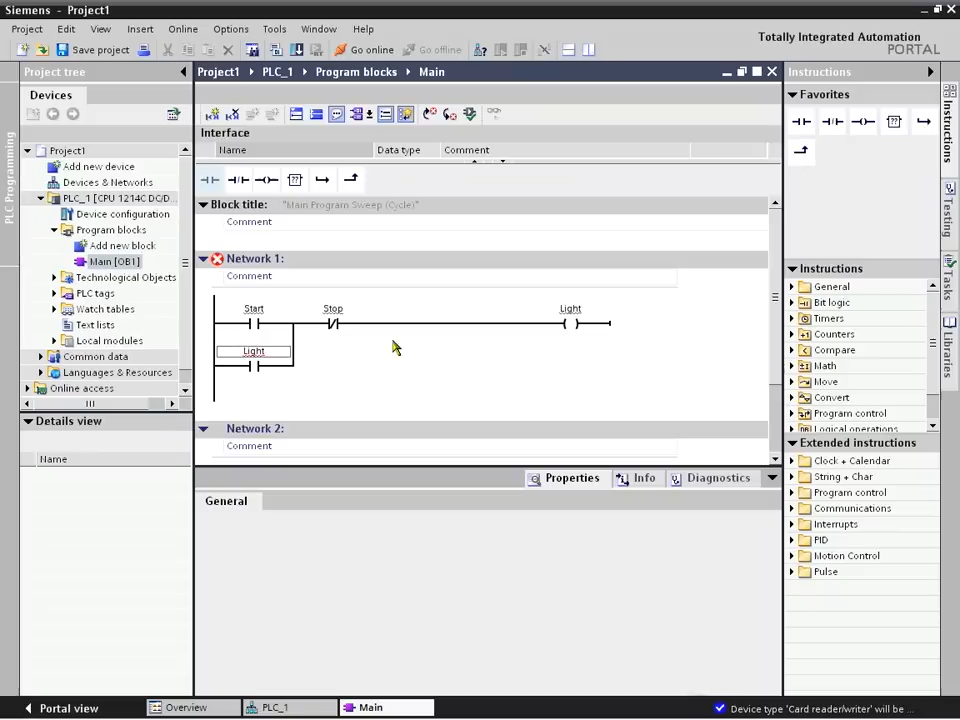 Siemens - Project1
Project Edit View Insert Online Options Tools Window Help
Totally Integrated Automation
PORTAL
Save project
Go online
Go offline
Project tree
Devices
PLC Programming
Project1
Add new device
Devices & Networks
PLC_1 [CPU 1214C DC/D...
Device configuration
Program blocks
Add new block
Main [OB1]
Technological Objects
PLC tags
Watch tables
Text lists
Local modules
Common data
Languages & Resources
Online access
III
Details view
Name
Project1 PLC_1 Program blocks Main
Interface
Name Data type Comment
??
Block title: "Main Program Sweep (Cycle)"
Comment
Network 1:
Comment
Start Stop Light
Light
Network 2:
Comment
Properties Info Diagnostics
General
Instructions
Favorites
??
Instructions
General
Bit logic
Timers
Counters
Compare
Math
Move
Convert
Program control
Logical operations
Extended instructions
Clock + Calendar
String + Char
Program control
Communications
Interrupts
PID
Motion Control
Pulse
Instructions
Testing
Tasks
Libraries
Portal view
Overview
PLC_1
Main
Device type 'Card reader/writer' will be ...